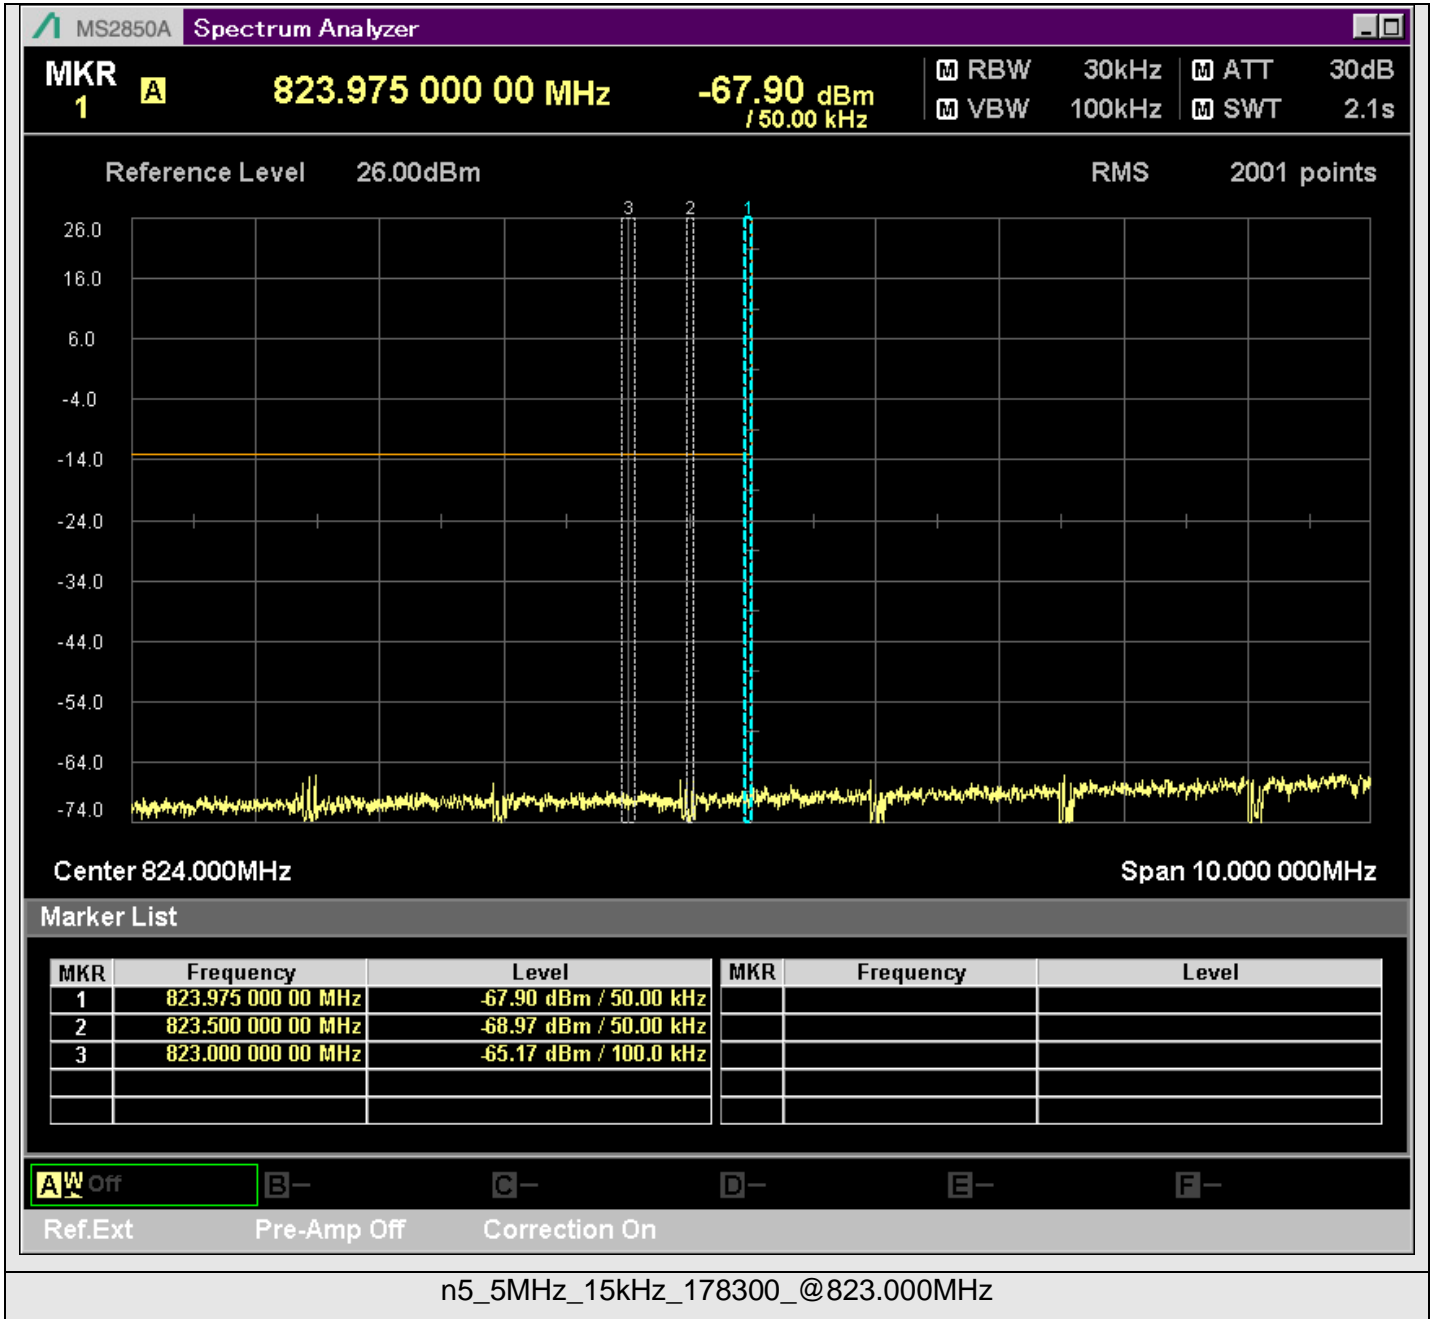 MS2850A Spectrum Analyzer
MKR 1 A 823.975 000 00 MHz -67.90 dBm / 50.00 kHz
M RBW 30kHz M ATT 30dB
M VBW 100kHz M SWT 2.1s
Reference Level 26.00dBm RMS 2001 points
3 2 1
26.0
16.0
6.0
-4.0
-14.0
-24.0
-34.0
-44.0
-54.0
-64.0
-74.0
Center 824.000MHz Span 10.000 000MHz
Marker List
MKR Frequency Level MKR Frequency Level
1 823.975 000 00 MHz -67.90 dBm / 50.00 kHz
2 823.500 000 00 MHz -68.97 dBm / 50.00 kHz
3 823.000 000 00 MHz -65.17 dBm / 100.0 kHz
A W Off B — C — D — E — F —
Ref.Ext Pre-Amp Off Correction On
n5_5MHz_15kHz_178300_@823.000MHz